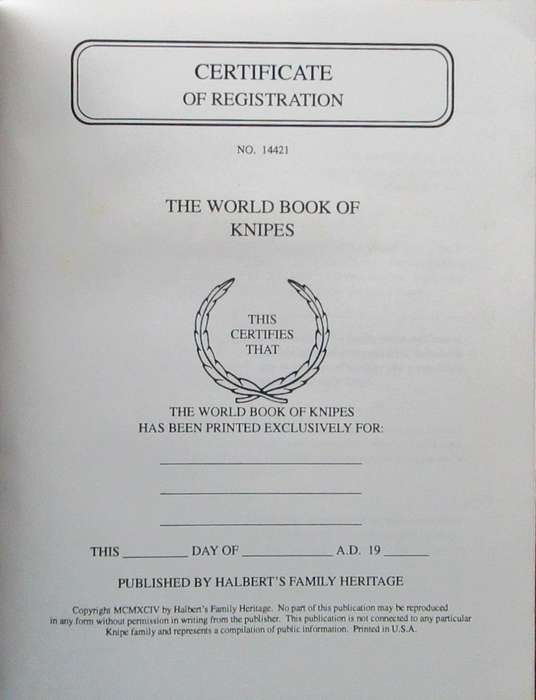 CERTIFICATE
OF REGISTRATION
NO. 14421
THE WORLD BOOK OF
KNIPES
THIS
CERTIFIES
THAT
THE WORLD BOOK OF KNIPES
HAS BEEN PRINTED EXCLUSIVELY FOR:
THIS __________ DAY OF ______________ A.D. 19 _______
PUBLISHED BY HALBERT'S FAMILY HERITAGE
Copyright MCMXCIV by Halbert's Family Heritage. No part of this publication may be reproduced
in any form without permission in writing from the publisher. This publication is not connected to any particular
Knipe family and represents a compilation of public information. Printed in U.S.A.